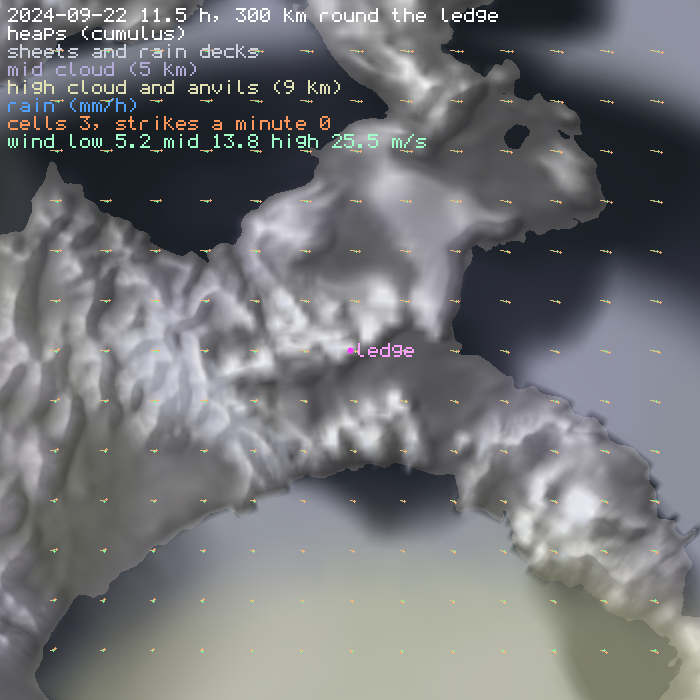 2024-09-22 11.5 h, 300 km round the ledge
heaps (cumulus)
sheets and rain decks
mid cloud (5 km)
high cloud and anvils (9 km)
rain (mm/h)
cells 3, strikes a minute 0
wind low 5.2 mid 13.8 high 25.5 m/s
ledge